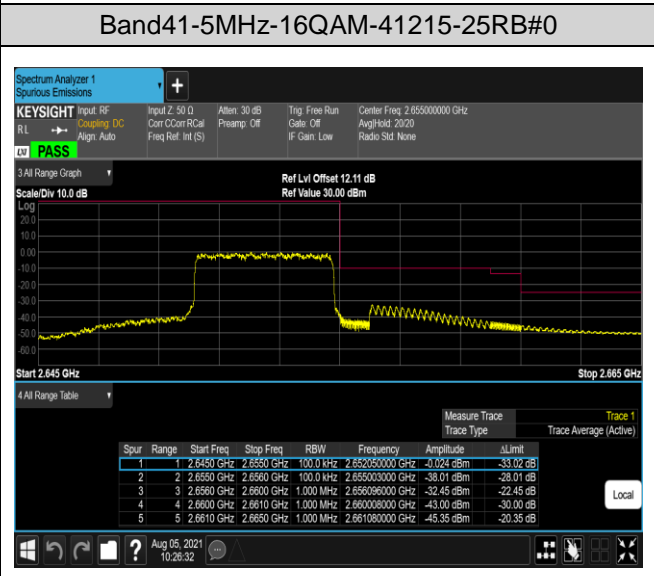 Band41-5MHz-16QAM-41215-25RB#0
Spectrum Analyzer 1
Spurious Emissions
+
KEYSIGHT Input: RF Input Z: 50 Ω Atten: 30 dB Trig: Free Run Center Freq: 2.655000000 GHz
RL Coupling: DC Corr CCorr RCal Preamp: Off Gate: Off Avg|Hold: 20/20
Align: Auto Freq Ref: Int (S) IF Gain: Low Radio Std: None
LXI PASS
3 All Range Graph
Ref Lvl Offset 12.11 dB
Scale/Div 10.0 dB Ref Value 30.00 dBm
Log
20.0
10.0
0.00
-10.0
-20.0
-30.0
-40.0
-50.0
-60.0
Start 2.645 GHz Stop 2.665 GHz
4 All Range Table
Measure Trace Trace 1
Trace Type Trace Average (Active)
Spur Range Start Freq Stop Freq RBW Frequency Amplitude ΔLimit
1 1 2.6450 GHz 2.6550 GHz 100.0 kHz 2.652050000 GHz -0.024 dBm -33.02 dB
2 2 2.6550 GHz 2.6560 GHz 100.0 kHz 2.655003000 GHz -38.01 dBm -28.01 dB
3 3 2.6560 GHz 2.6600 GHz 1.000 MHz 2.656096000 GHz -32.45 dBm -22.45 dB
4 4 2.6600 GHz 2.6610 GHz 1.000 MHz 2.660008000 GHz -43.00 dBm -30.00 dB
5 5 2.6610 GHz 2.6650 GHz 1.000 MHz 2.661080000 GHz -45.35 dBm -20.35 dB
Local
? Aug 05, 2021
10:26:32